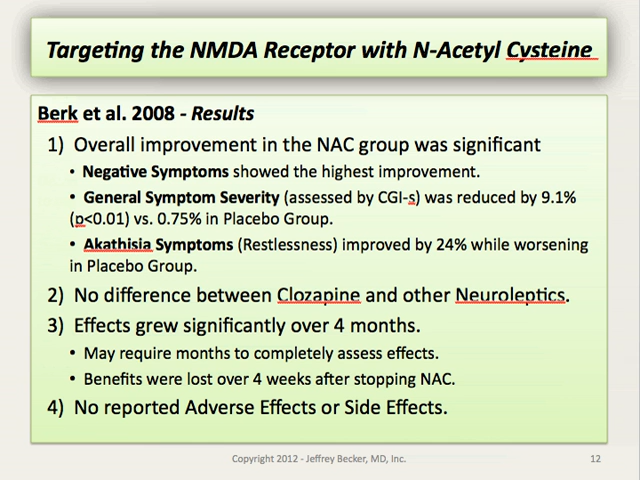 Targeting the NMDA Receptor with N-Acetyl Cysteine
Berk et al. 2008 - Results
1) Overall improvement in the NAC group was significant
• Negative Symptoms showed the highest improvement.
• General Symptom Severity (assessed by CGI-s) was reduced by 9.1%
(p<0.01) vs. 0.75% in Placebo Group.
• Akathisia Symptoms (Restlessness) improved by 24% while worsening
in Placebo Group.
2) No difference between Clozapine and other Neuroleptics.
3) Effects grew significantly over 4 months.
• May require months to completely assess effects.
• Benefits were lost over 4 weeks after stopping NAC.
4) No reported Adverse Effects or Side Effects.
Copyright 2012 - Jeffrey Becker, MD, Inc.
12